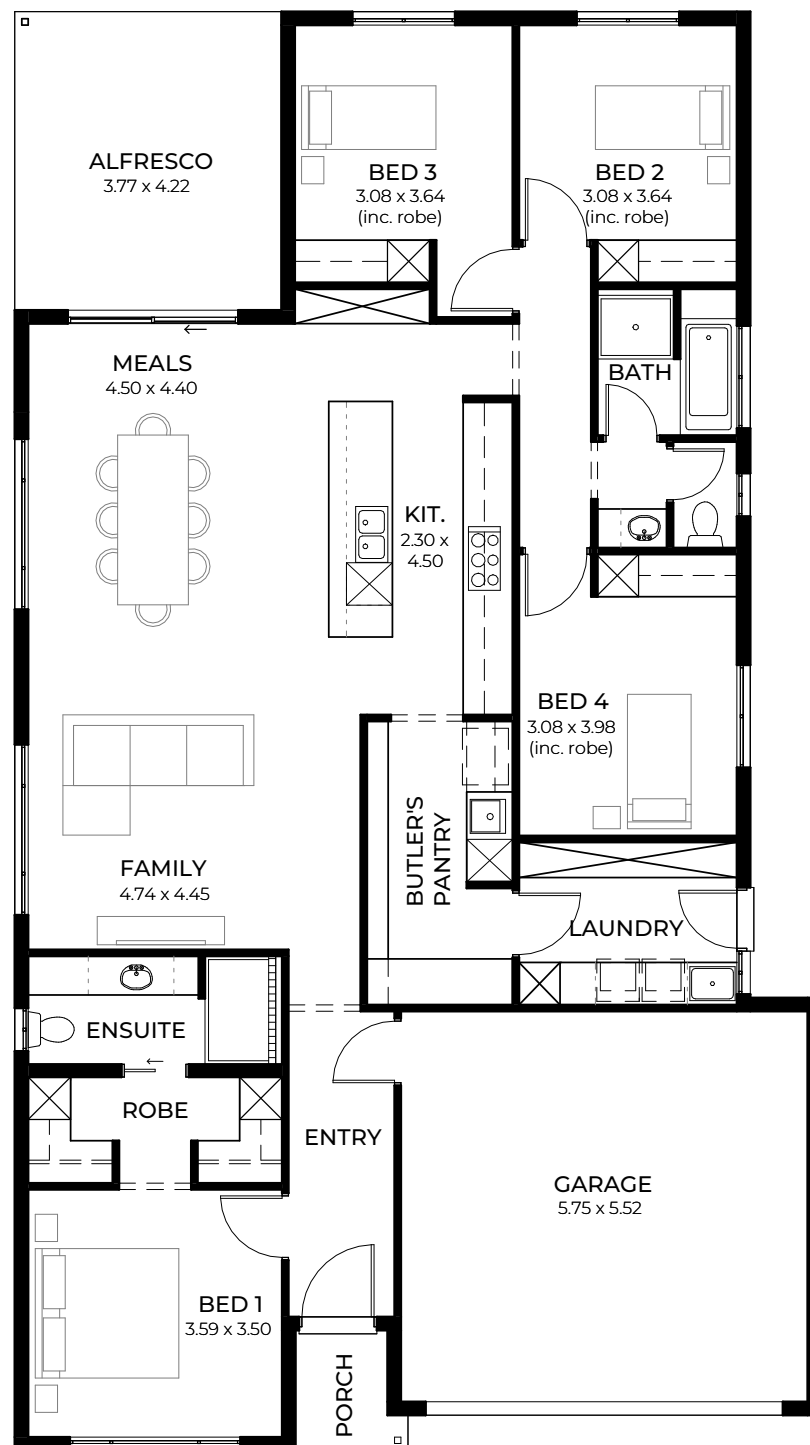 ALFRESCO
3.77 x 4.22
BED 3
3.08 x 3.64
(inc. robe)
BED 2
3.08 x 3.64
(inc. robe)
MEALS
4.50 x 4.40
BATH
KIT.
2.30 x
4.50
BED 4
3.08 x 3.98
(inc. robe)
BUTLER'S
PANTRY
FAMILY
4.74 x 4.45
LAUNDRY
ENSUITE
ROBE
ENTRY
GARAGE
5.75 x 5.52
BED 1
3.59 x 3.50
PORCH